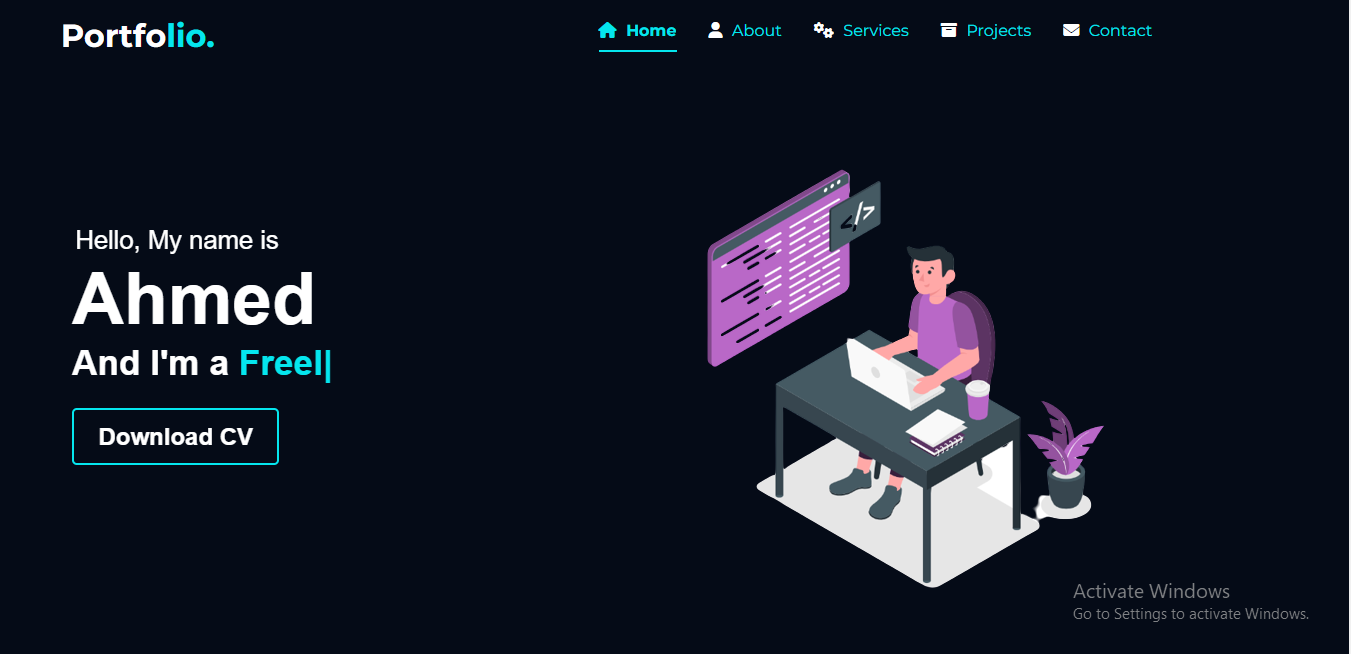 Portfolio.
Home About Services Projects Contact
</>
Hello, My name is
Ahmed
And I'm a Freel|
Download CV
Activate Windows
Go to Settings to activate Windows.